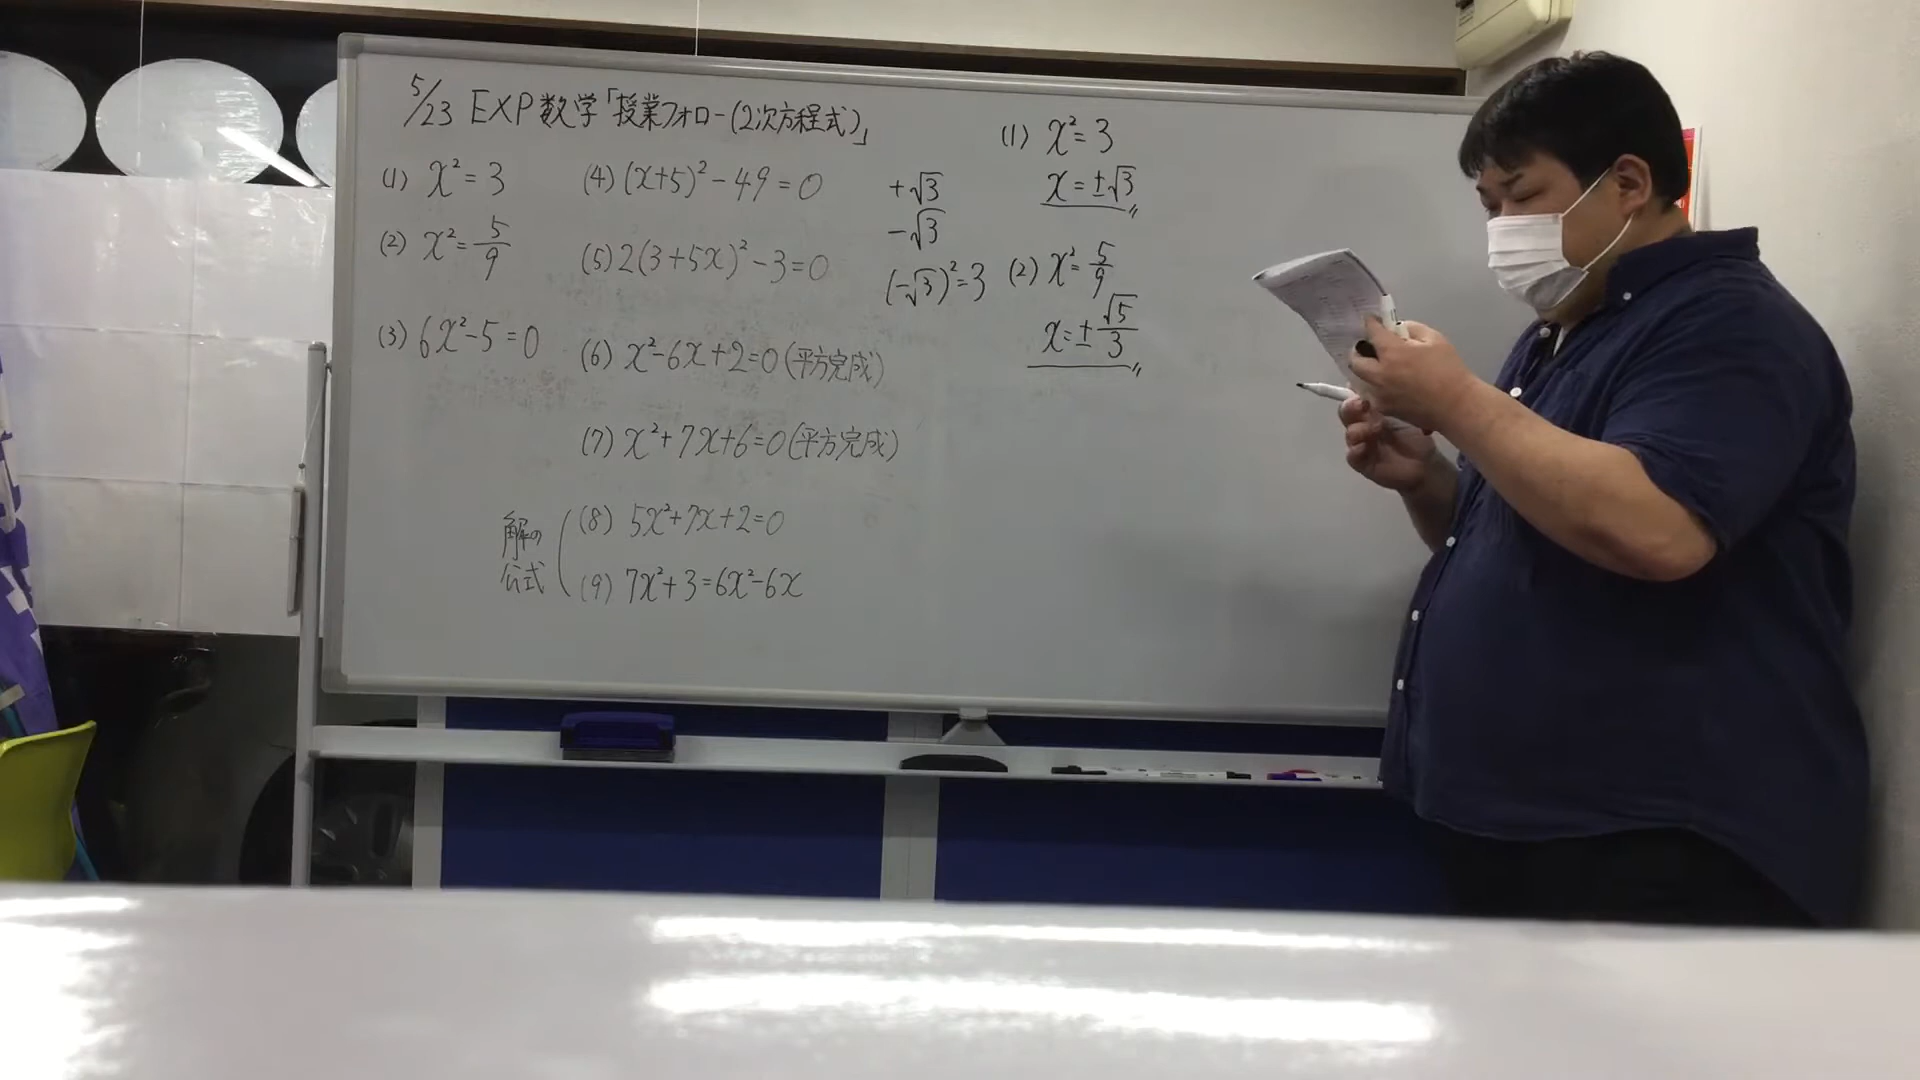 5/23 EXP数学「授業フォロー(2次方程式)」
(1) x²=3
(2) x²=5/9
(3) 6x²-5=0
(4) (x+5)²-49=0
(5) 2(3+5x)²-3=0
(6) x²-6x+2=0(平方完成)
(7) x²+7x+6=0(平方完成)
解の
公式
(8) 5x²+7x+2=0
(9) 7x²+3=6x²-6x
+√3
-√3
(-√3)²=3
(1) x²=3
x=±√3
(2) x²=5/9
x=±√5/3